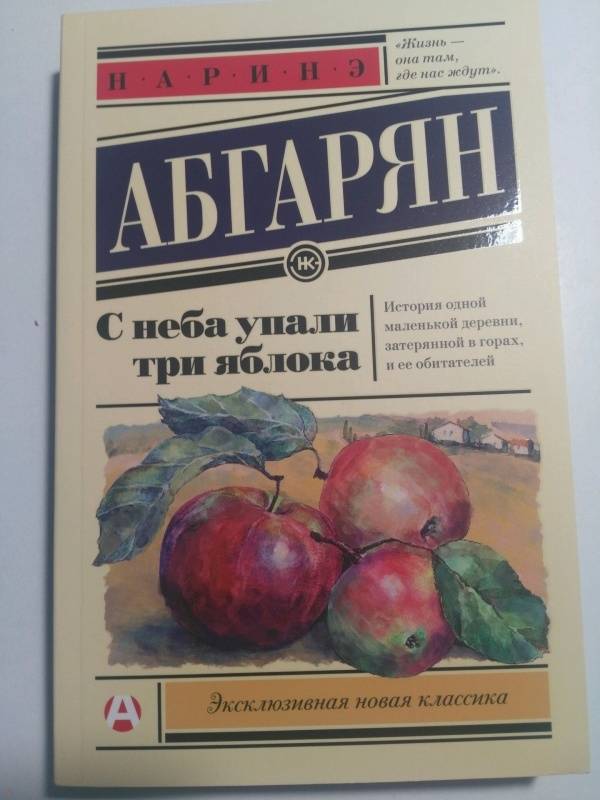 Н·А·Р·И·Н·Э
«Жизнь —
она там,
где нас ждут».
АБГАРЯН
НК
С неба упали
три яблока
История одной
маленькой деревни,
затерянной в горах,
и ее обитателей
А
Эксклюзивная новая классика